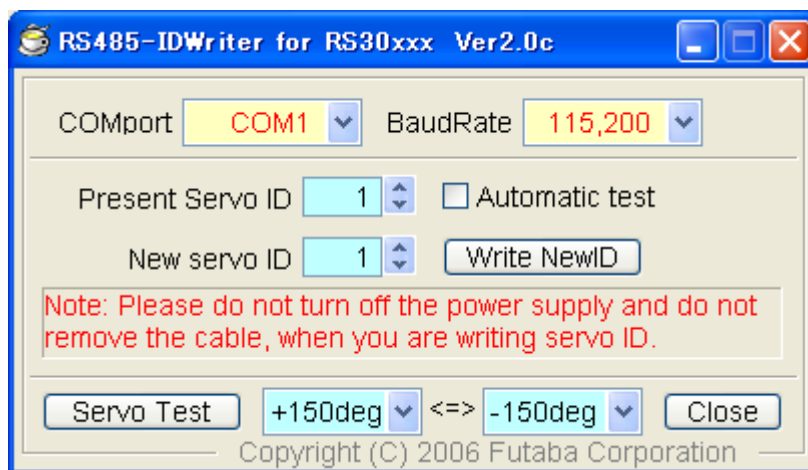 RS485-IDWriter for RS30xxx Ver2.0c
COMport COM1 BaudRate 115,200
Present Servo ID 1 Automatic test
New servo ID 1 Write NewID
Note: Please do not turn off the power supply and do not
remove the cable, when you are writing servo ID.
Servo Test +150deg <=> -150deg Close
Copyright (C) 2006 Futaba Corporation